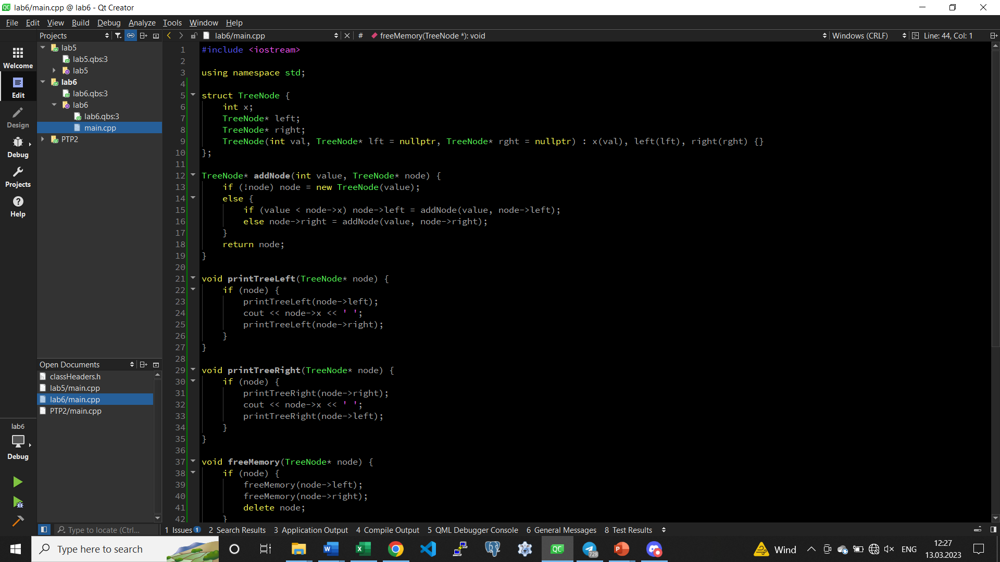 lab6/main.cpp @ lab6 - Qt Creator
File Edit View Build Debug Analyze Tools Window Help
Projects
lab6/main.cpp
# freeMemory(TreeNode *): void
Windows (CRLF)
Line: 44, Col: 1
Welcome
Edit
Design
Debug
Projects
Help
lab5
lab5.qbs:3
lab5
lab6
lab6.qbs:3
lab6
lab6.qbs:3
main.cpp
PTP2
Open Documents
classHeaders.h
lab5/main.cpp
lab6/main.cpp
PTP2/main.cpp
lab6
Debug
1 #include <iostream>
2
3 using namespace std;
4
5 struct TreeNode {
6     int x;
7     TreeNode* left;
8     TreeNode* right;
9     TreeNode(int val, TreeNode* lft = nullptr, TreeNode* rght = nullptr) : x(val), left(lft), right(rght) {}
10 };
11
12 TreeNode* addNode(int value, TreeNode* node) {
13     if (!node) node = new TreeNode(value);
14     else {
15         if (value < node->x) node->left = addNode(value, node->left);
16         else node->right = addNode(value, node->right);
17     }
18     return node;
19 }
20
21 void printTreeLeft(TreeNode* node) {
22     if (node) {
23         printTreeLeft(node->left);
24         cout << node->x << ' ';
25         printTreeLeft(node->right);
26     }
27 }
28
29 void printTreeRight(TreeNode* node) {
30     if (node) {
31         printTreeRight(node->right);
32         cout << node->x << ' ';
33         printTreeRight(node->left);
34     }
35 }
36
37 void freeMemory(TreeNode* node) {
38     if (node) {
39         freeMemory(node->left);
40         freeMemory(node->right);
41         delete node;
42     }
Type to locate (Ctrl...
1 Issues 1 2 Search Results 3 Application Output 4 Compile Output 5 QML Debugger Console 6 General Messages 8 Test Results
Type here to search
QC
728
Wind
ENG
12:27
13.03.2023